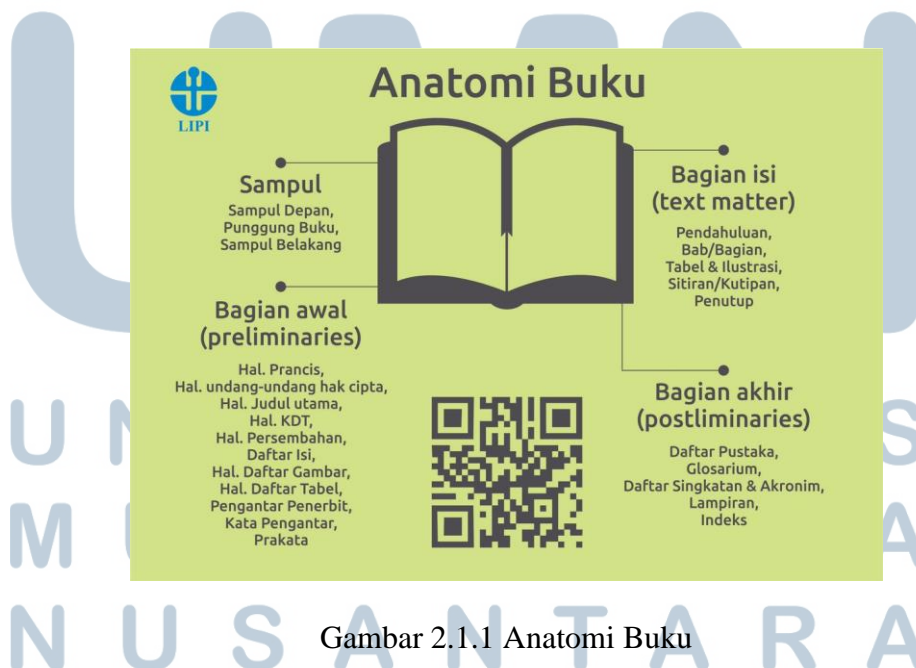 Anatomi Buku
LIPI
Sampul
Sampul Depan,
Punggung Buku,
Sampul Belakang
Bagian awal
(preliminaries)
Hal. Prancis,
Hal. undang-undang hak cipta,
Hal. Judul utama,
Hal. KDT,
Hal. Persembahan,
Daftar Isi,
Hal. Daftar Gambar,
Hal. Daftar Tabel,
Pengantar Penerbit,
Kata Pengantar,
Prakata
Bagian isi
(text matter)
Pendahuluan,
Bab/Bagian,
Tabel & Ilustrasi,
Sitiran/Kutipan,
Penutup
Bagian akhir
(postliminaries)
Daftar Pustaka,
Glosarium,
Daftar Singkatan & Akronim,
Lampiran,
Indeks
NUSANTARA
Gambar 2.1.1 Anatomi Buku